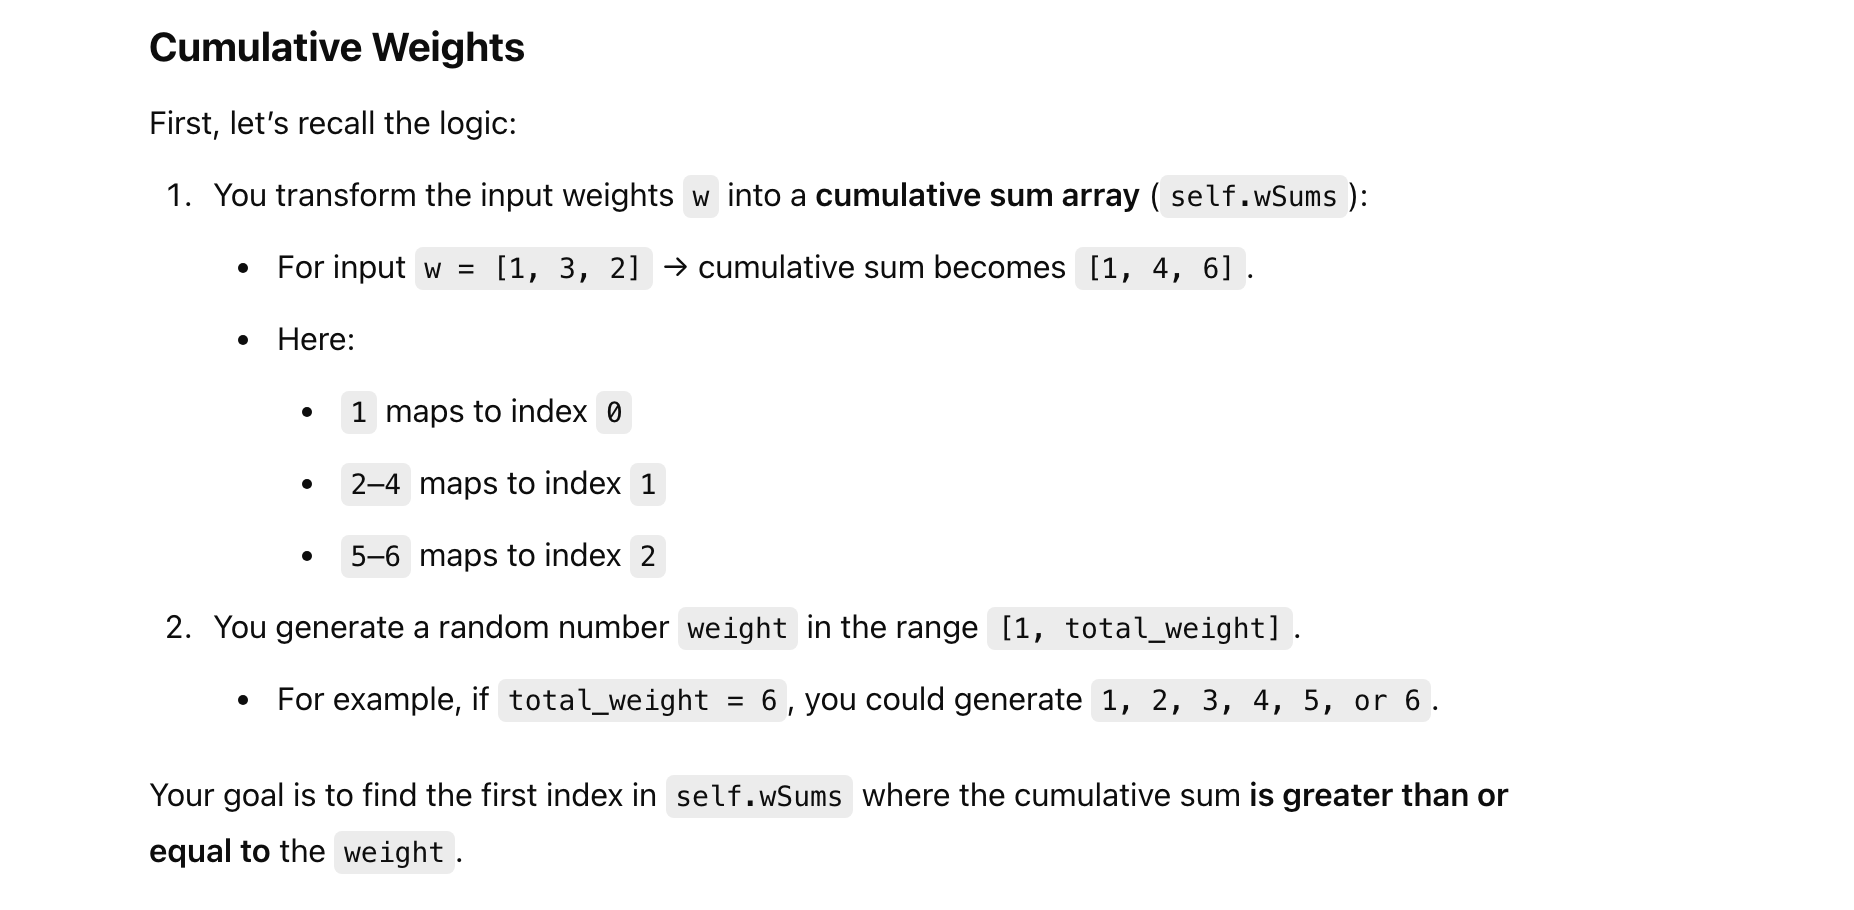 Cumulative Weights
First, let’s recall the logic:
1. You transform the input weights w into a cumulative sum array (self.wSums):
• For input w = [1, 3, 2] → cumulative sum becomes [1, 4, 6].
• Here:
• 1 maps to index 0
• 2–4 maps to index 1
• 5–6 maps to index 2
2. You generate a random number weight in the range [1, total_weight].
• For example, if total_weight = 6, you could generate 1, 2, 3, 4, 5, or 6.
Your goal is to find the first index in self.wSums where the cumulative sum is greater than or
equal to the weight.